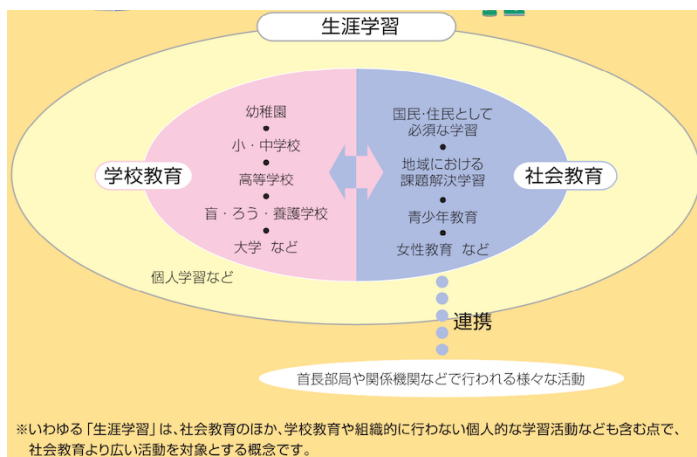 生涯学習
学校教育
幼稚園
小・中学校
高等学校
盲・ろう・養護学校
大学 など
国民・住民として
必須な学習
地域における
課題解決学習
青少年教育
女性教育 など
社会教育
個人学習など
連携
首長部局や関係機関などで行われる様々な活動
※いわゆる「生涯学習」は、社会教育のほか、学校教育や組織的に行わない個人的な学習活動なども含む点で、
社会教育より広い活動を対象とする概念です。